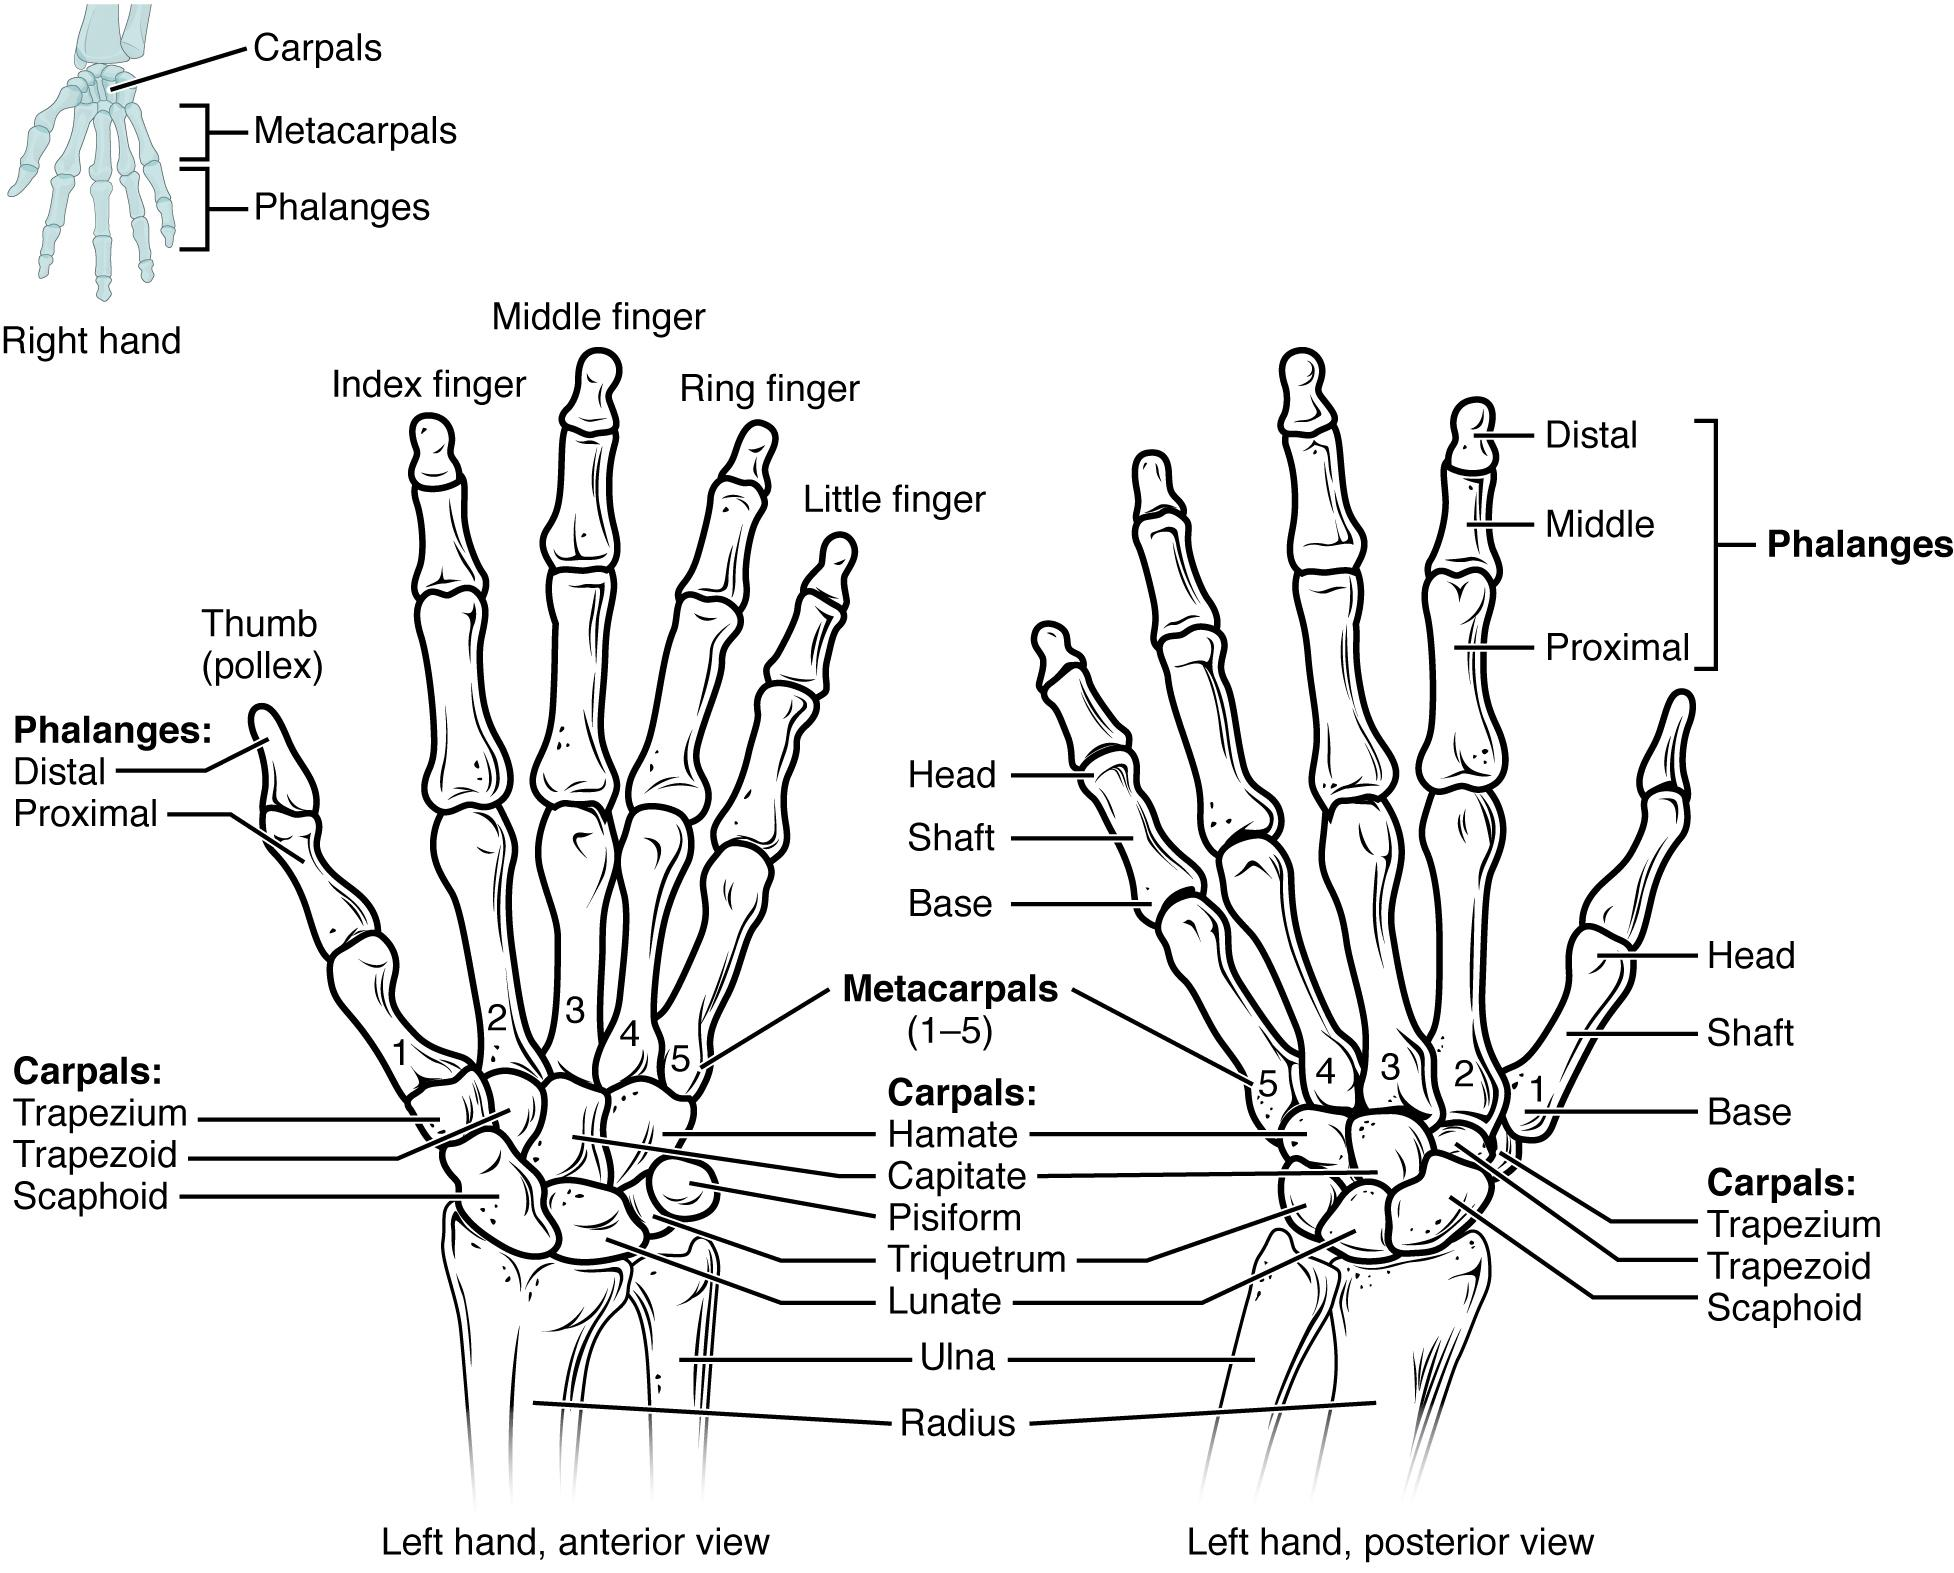 Carpals
Metacarpals
Phalanges
Right hand
Middle finger
Index finger
Ring finger
Little finger
Thumb
(pollex)
Phalanges:
Distal
Proximal
2
3
4
5
1
Carpals:
Trapezium
Trapezoid
Scaphoid
Metacarpals
(1–5)
Carpals:
Hamate
Capitate
Pisiform
Triquetrum
Lunate
Ulna
Radius
Left hand, anterior view
Distal
Middle
Proximal
Phalanges
Head
Shaft
Base
Head
Shaft
Base
5
4
3
2
1
Carpals:
Trapezium
Trapezoid
Scaphoid
Left hand, posterior view